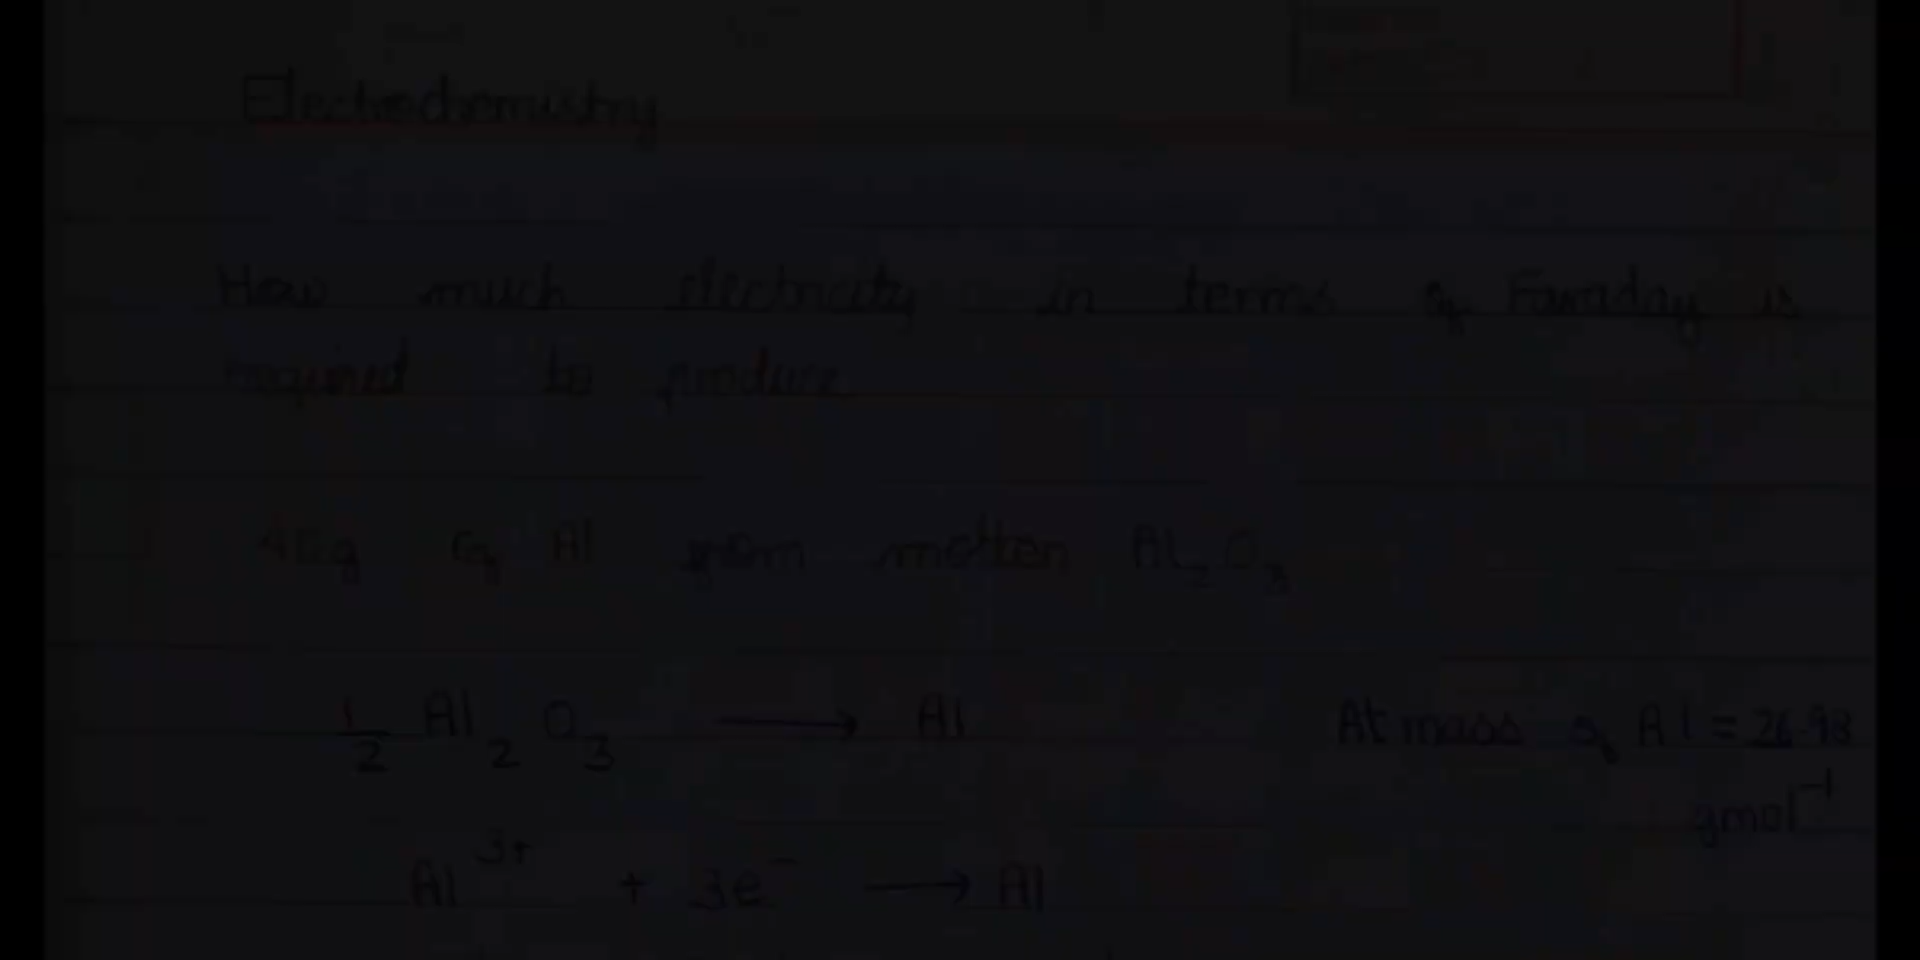 Electrochemistry
How much electricity in terms of Faraday is
required to produce
of Al from molten Al₂O₃
1/2 Al₂O₃ → Al At mass of Al = 26.98
gmol⁻¹
Al³⁺ + 3e⁻ → Al